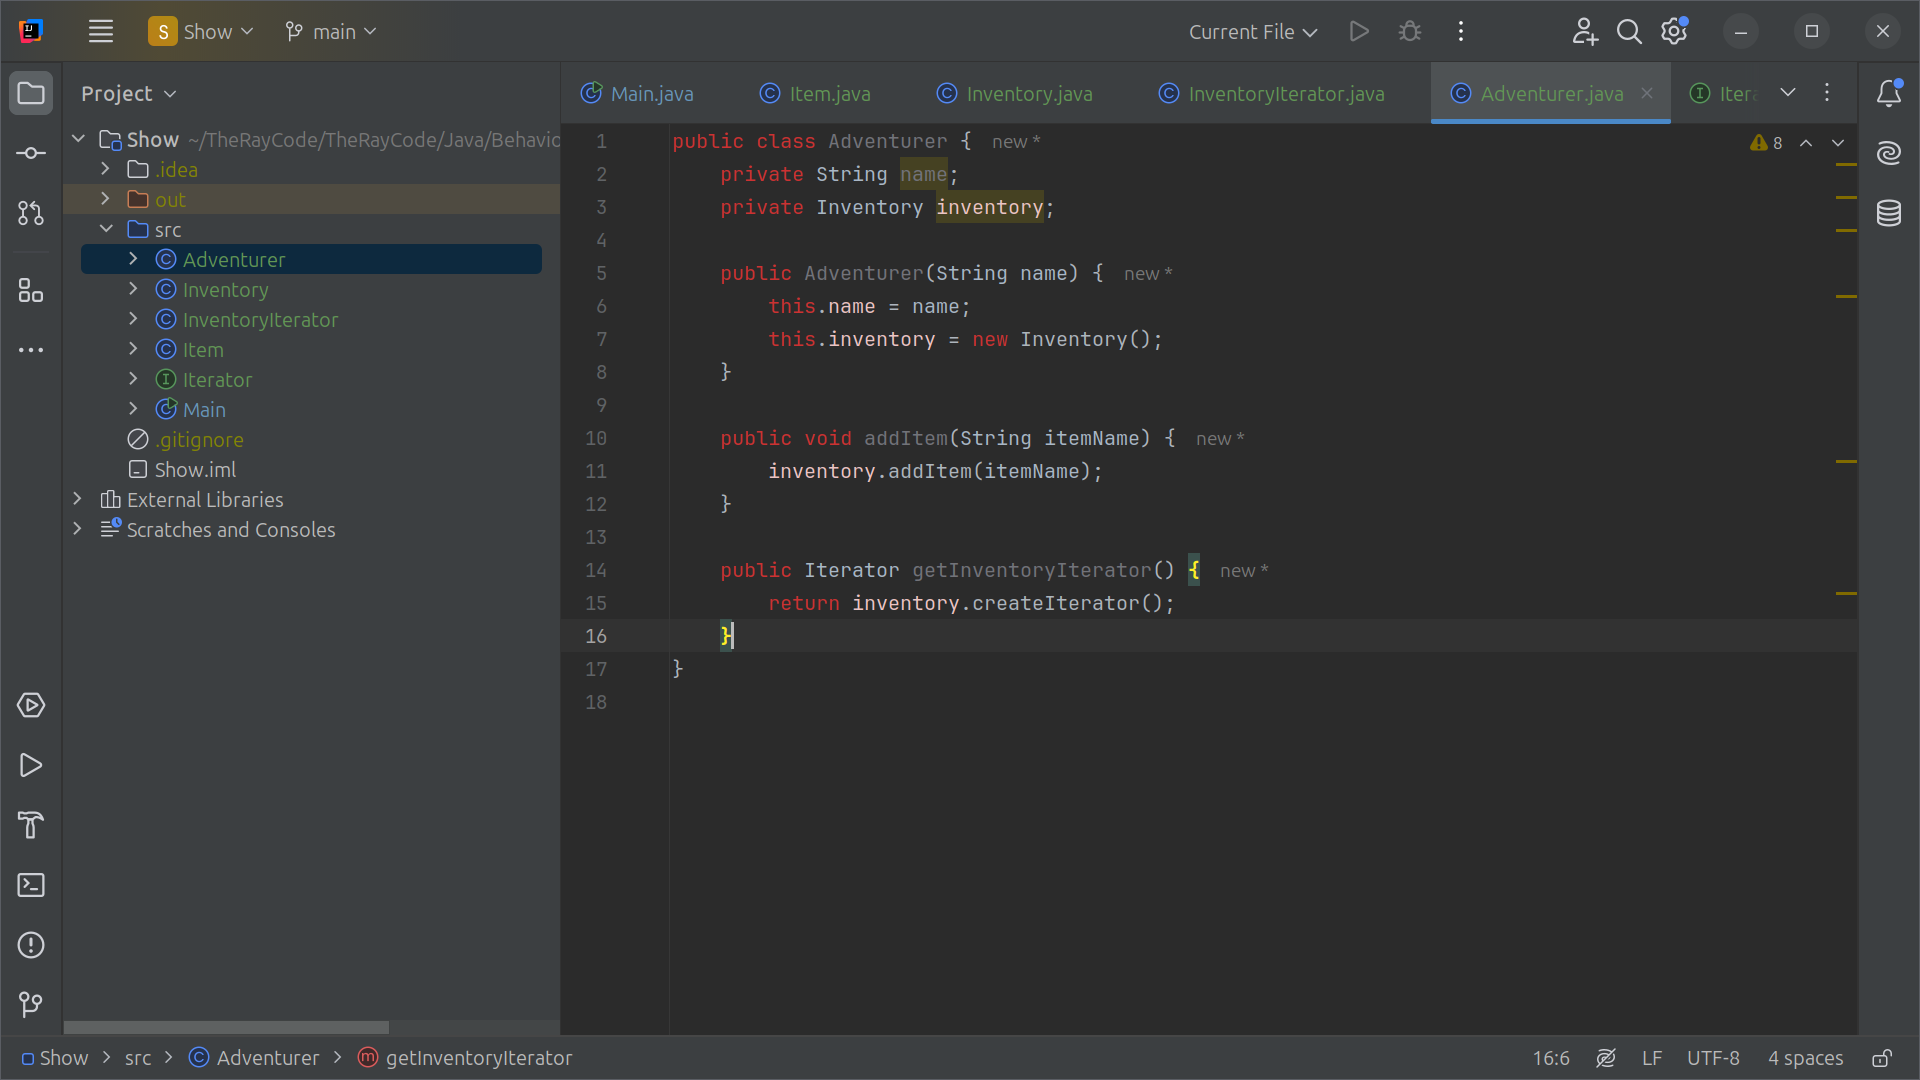 S Show main Current File
Project
Main.java Item.java Inventory.java InventoryIterator.java Adventurer.java Itera
Show ~/TheRayCode/TheRayCode/Java/Behavio
.idea
out
src
Adventurer
Inventory
InventoryIterator
Item
Iterator
Main
.gitignore
Show.iml
External Libraries
Scratches and Consoles
1 public class Adventurer { new *
8
2 private String name;
3 private Inventory inventory;
4
5 public Adventurer(String name) { new *
6 this.name = name;
7 this.inventory = new Inventory();
8 }
9
10 public void addItem(String itemName) { new *
11 inventory.addItem(itemName);
12 }
13
14 public Iterator getInventoryIterator() { new *
15 return inventory.createIterator();
16 }
17 }
18
Show src Adventurer getInventoryIterator 16:6 LF UTF-8 4 spaces